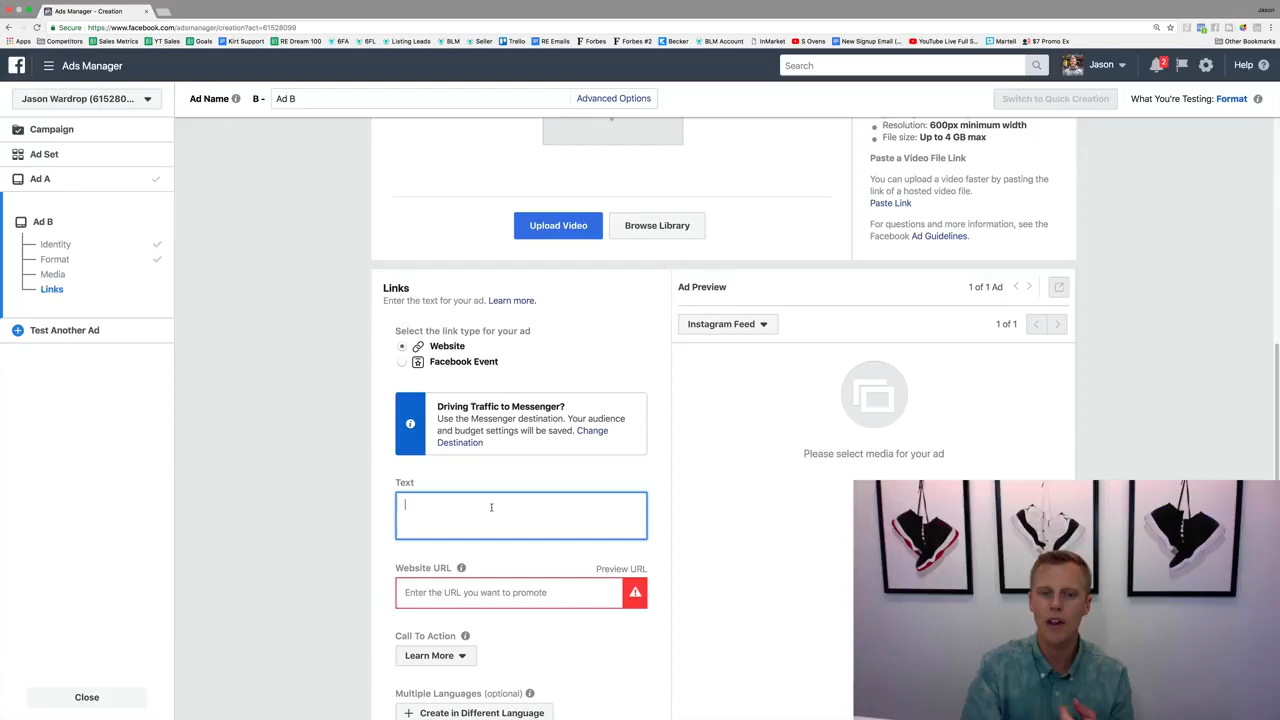 Ads Manager - Creation
Jason
Secure
https://www.facebook.com/adsmanager/creation?act=61528099
Apps
Competitors
Sales Metrics
YT Sales
Goals
Kirt Support
RE Dream 100
6FA
6FL
Listing Leads
BLM
Seller
Trello
RE Emails
Forbes
Forbes #2
Becker
BLM Account
InMarket
S Ovens
New Signup Email (...
YouTube Live Full S...
Martell
$7 Promo Ex
Other Bookmarks
Ads Manager
Search
Jason
2
Help
Jason Wardrop (615280...
Ad Name
B -
Ad B
Advanced Options
Switch to Quick Creation
What You're Testing: Format
Campaign
Ad Set
Ad A
Ad B
Identity
Format
Media
Links
Test Another Ad
Close
Resolution: 600px minimum width
File size: Up to 4 GB max
Paste a Video File Link
You can upload a video faster by pasting the
link of a hosted video file.
Paste Link
For questions and more information, see the
Facebook Ad Guidelines.
Upload Video
Browse Library
Links
Enter the text for your ad. Learn more.
Select the link type for your ad
Website
Facebook Event
Driving Traffic to Messenger?
Use the Messenger destination. Your audience
and budget settings will be saved. Change
Destination
Text
Website URL
Preview URL
Enter the URL you want to promote
Call To Action
Learn More
Multiple Languages (optional)
+ Create in Different Language
Ad Preview
1 of 1 Ad
Instagram Feed
1 of 1
Please select media for your ad